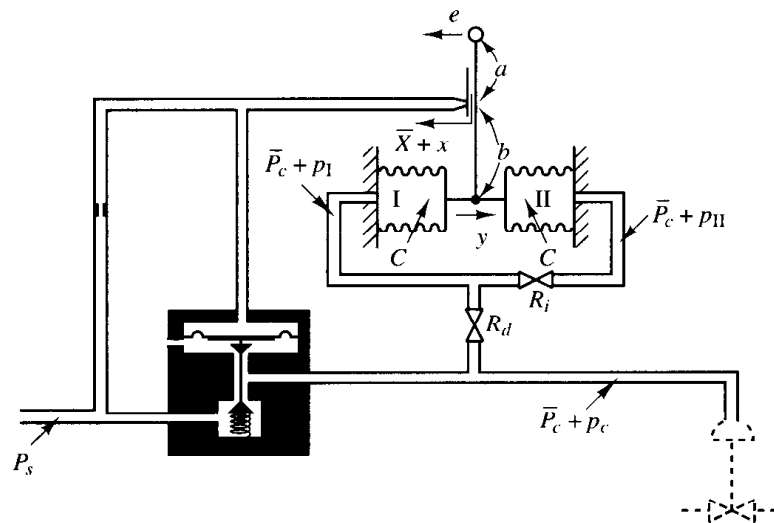 e
a
X̄ + x
b
P̄c + pI
I
II
P̄c + pII
y
C
C
Ri
Rd
P̄c + pc
Ps